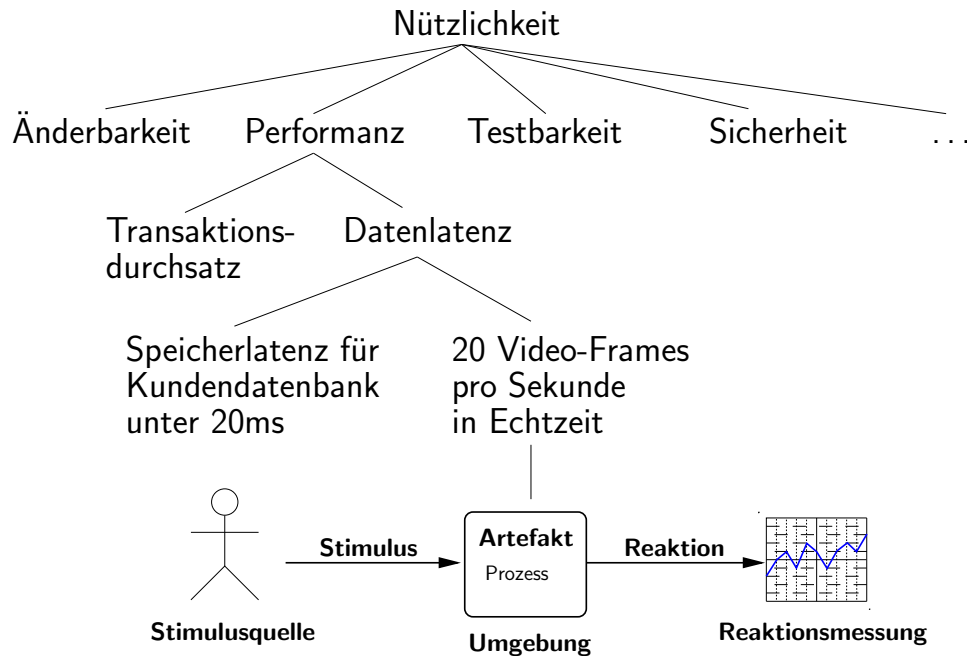 Nützlichkeit
Änderbarkeit Performanz Testbarkeit Sicherheit ...
Transaktions-
durchsatz
Datenlatenz
Speicherlatenz für
Kundendatenbank
unter 20ms
20 Video-Frames
pro Sekunde
in Echtzeit
Stimulus
Artefakt
Prozess
Reaktion
Stimulusquelle
Umgebung
Reaktionsmessung